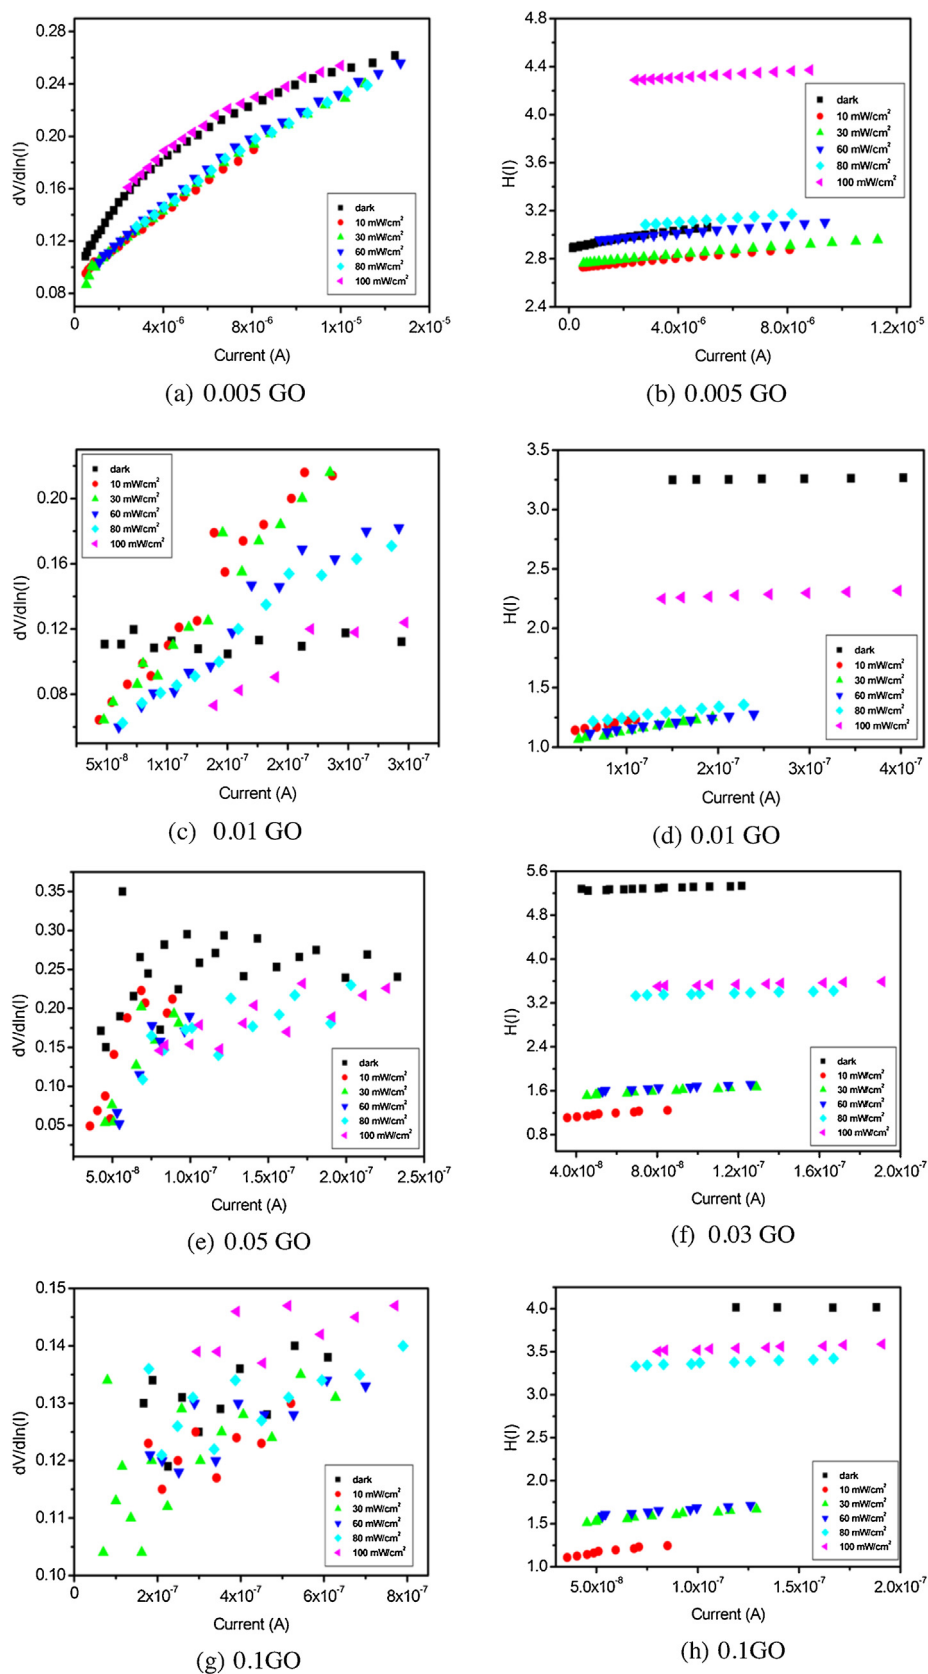 0.28
0.24
0.20
0.16
0.12
0.08
dV/dln(I)
dark
10 mW/cm²
30 mW/cm²
60 mW/cm²
80 mW/cm²
100 mW/cm²
0 4x10⁻⁶ 8x10⁻⁶ 1x10⁻⁵ 2x10⁻⁵
Current (A)
(a) 0.005 GO
4.8
4.4
4.0
3.6
3.2
2.8
2.4
H(I)
dark
10 mW/cm²
30 mW/cm²
60 mW/cm²
80 mW/cm²
100 mW/cm²
0.0 4.0x10⁻⁶ 8.0x10⁻⁶ 1.2x10⁻⁵
Current (A)
(b) 0.005 GO
0.20
0.16
0.12
0.08
dV/dln(I)
dark
10 mW/cm²
30 mW/cm²
60 mW/cm²
80 mW/cm²
100 mW/cm²
5x10⁻⁸ 1x10⁻⁷ 2x10⁻⁷ 2x10⁻⁷ 3x10⁻⁷ 3x10⁻⁷
Current (A)
(c) 0.01 GO
3.5
3.0
2.5
2.0
1.5
1.0
H(I)
dark
10 mW/cm²
30 mW/cm²
60 mW/cm²
80 mW/cm²
100 mW/cm²
1x10⁻⁷ 2x10⁻⁷ 3x10⁻⁷ 4x10⁻⁷
Current (A)
(d) 0.01 GO
0.35
0.30
0.25
0.20
0.15
0.10
0.05
dV/dln(I)
dark
10 mW/cm²
30 mW/cm²
60 mW/cm²
80 mW/cm²
100 mW/cm²
5.0x10⁻⁸ 1.0x10⁻⁷ 1.5x10⁻⁷ 2.0x10⁻⁷ 2.5x10⁻⁷
Current (A)
(e) 0.05 GO
5.6
4.8
4.0
3.2
2.4
1.6
0.8
H(I)
dark
10 mW/cm²
30 mW/cm²
60 mW/cm²
80 mW/cm²
100 mW/cm²
4.0x10⁻⁸ 8.0x10⁻⁸ 1.2x10⁻⁷ 1.6x10⁻⁷ 2.0x10⁻⁷
Current (A)
(f) 0.03 GO
0.15
0.14
0.13
0.12
0.11
0.10
dV/dln(I)
dark
10 mW/cm²
30 mW/cm²
60 mW/cm²
80 mW/cm²
100 mW/cm²
0 2x10⁻⁷ 4x10⁻⁷ 6x10⁻⁷ 8x10⁻⁷
Current (A)
(g) 0.1GO
4.0
3.5
3.0
2.5
2.0
1.5
1.0
H(I)
dark
10 mW/cm²
30 mW/cm²
60 mW/cm²
80 mW/cm²
100 mW/cm²
5.0x10⁻⁸ 1.0x10⁻⁷ 1.5x10⁻⁷ 2.0x10⁻⁷
Current (A)
(h) 0.1GO